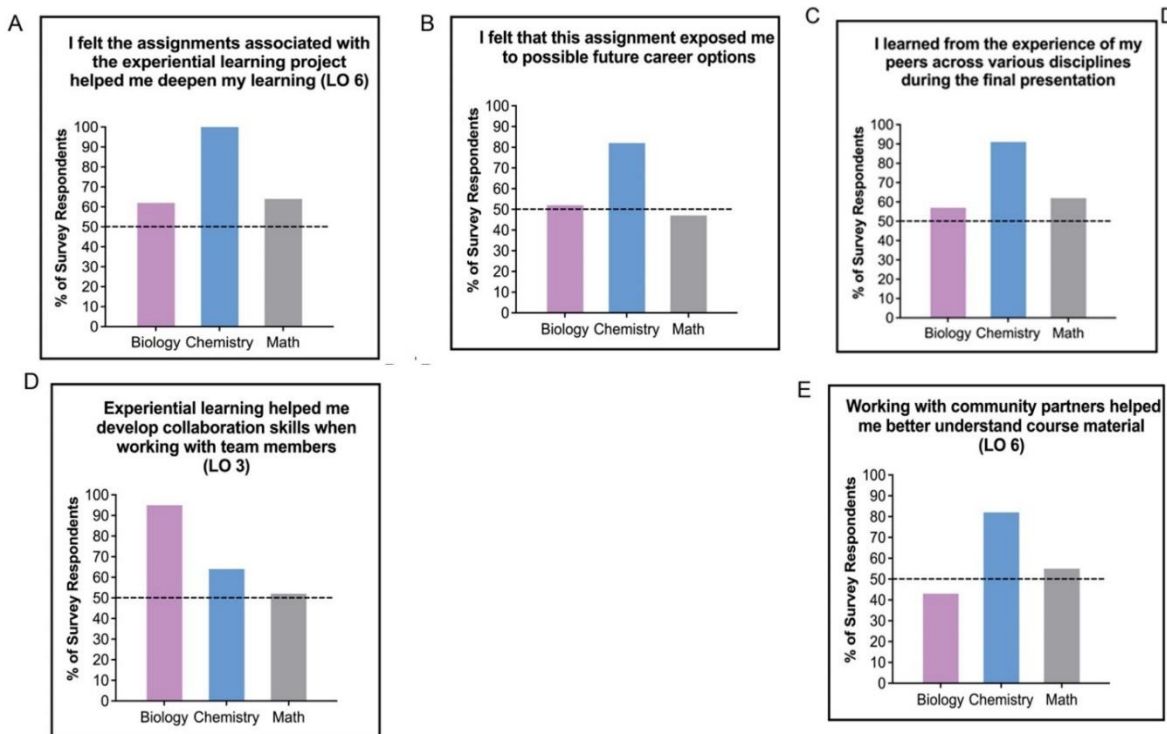 A
I felt the assignments associated with
the experiential learning project
helped me deepen my learning (LO 6)
% of Survey Respondents
100
90
80
70
60
50
40
30
20
10
0
Biology Chemistry Math
B
I felt that this assignment exposed me
to possible future career options
% of Survey Respondents
100
90
80
70
60
50
40
30
20
10
0
Biology Chemistry Math
C
I learned from the experience of my
peers across various disciplines
during the final presentation
% of Survey Respondents
100
90
80
70
60
50
40
30
20
10
0
Biology Chemistry Math
D
Experiential learning helped me
develop collaboration skills when
working with team members
(LO 3)
% of Survey Respondents
100
90
80
70
60
50
40
30
20
10
0
Biology Chemistry Math
E
Working with community partners helped
me better understand course material
(LO 6)
% of Survey Respondents
100
90
80
70
60
50
40
30
20
10
0
Biology Chemistry Math